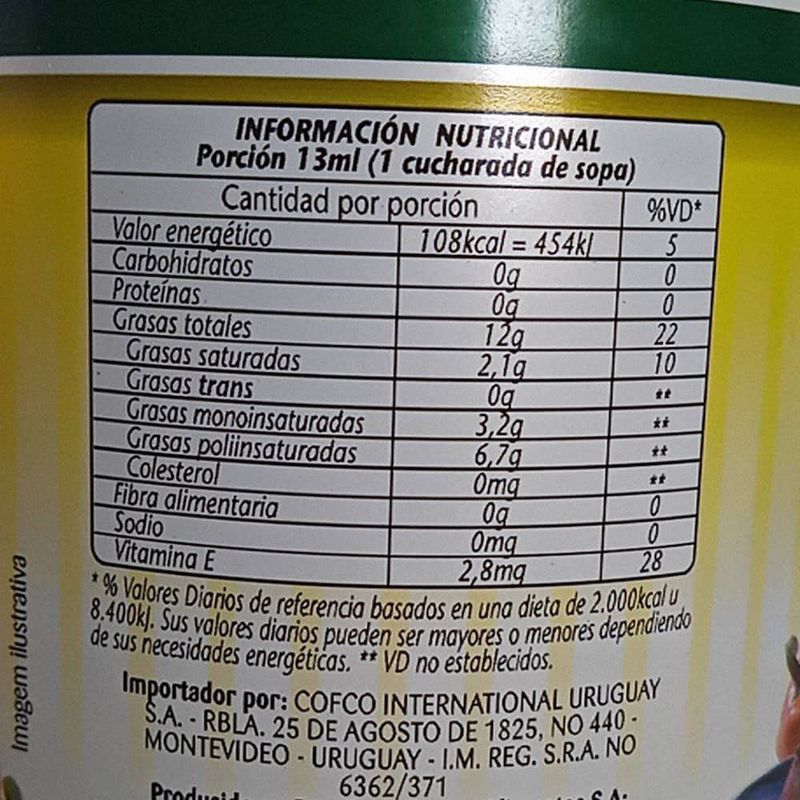 INFORMACIÓN NUTRICIONAL
Porción 13ml (1 cucharada de sopa)
Cantidad por porción %VD*
Valor energético 108kcal = 454kl 5
Carbohidratos 0g 0
Proteínas 0g 0
Grasas totales 12g 22
Grasas saturadas 2,1g 10
Grasas trans 0g **
Grasas monoinsaturadas 3,2g **
Grasas poliinsaturadas 6,7g **
Colesterol 0mg **
Fibra alimentaria 0g 0
Sodio 0mg 0
Vitamina E 2,8mg 28
* % Valores Diarios de referencia basados en una dieta de 2.000kcal u
8.400kJ. Sus valores diarios pueden ser mayores o menores dependiendo
de sus necesidades energéticas. ** VD no establecidos.
Importador por: COFCO INTERNATIONAL URUGUAY
S.A. - RBLA. 25 DE AGOSTO DE 1825, NO 440 -
MONTEVIDEO - URUGUAY - I.M. REG. S.R.A. NO
6362/371
S.A.
Imagem ilustrativa